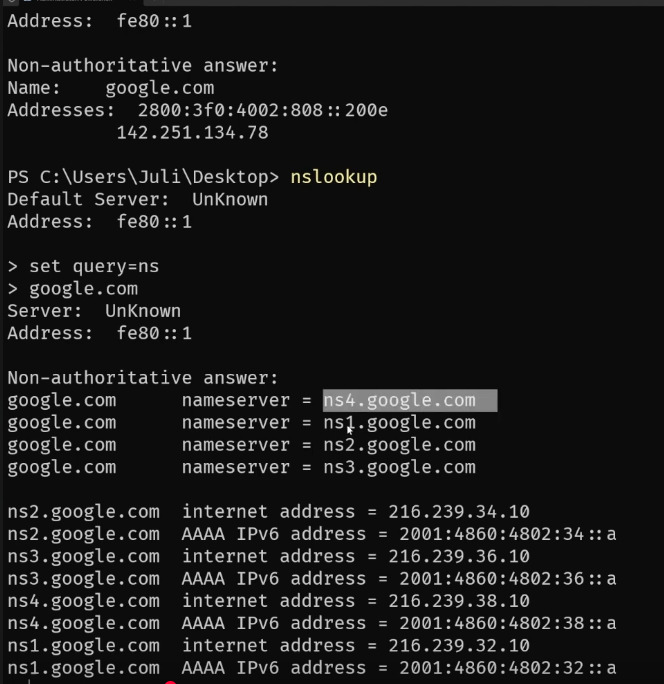 Address:  fe80::1
Non-authoritative answer:
Name:    google.com
Addresses:  2800:3f0:4002:808::200e
142.251.134.78
PS C:\Users\Juli\Desktop> nslookup
Default Server:  UnKnown
Address:  fe80::1
> set query=ns
> google.com
Server:  UnKnown
Address:  fe80::1
Non-authoritative answer:
google.com      nameserver = ns4.google.com
google.com      nameserver = ns1.google.com
google.com      nameserver = ns2.google.com
google.com      nameserver = ns3.google.com
ns2.google.com  internet address = 216.239.34.10
ns2.google.com  AAAA IPv6 address = 2001:4860:4802:34::a
ns3.google.com  internet address = 216.239.36.10
ns3.google.com  AAAA IPv6 address = 2001:4860:4802:36::a
ns4.google.com  internet address = 216.239.38.10
ns4.google.com  AAAA IPv6 address = 2001:4860:4802:38::a
ns1.google.com  internet address = 216.239.32.10
ns1.google.com  AAAA IPv6 address = 2001:4860:4802:32::a